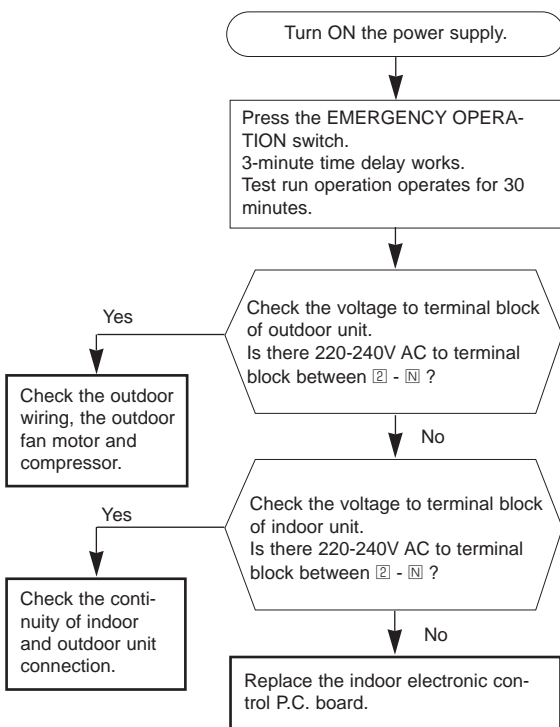 Turn ON the power supply.
Press the EMERGENCY OPERA-
TION switch.
3-minute time delay works.
Test run operation operates for 30
minutes.
Check the voltage to terminal block
of outdoor unit.
Is there 220-240V AC to terminal
block between 2 - N ?
Yes
Check the outdoor
wiring, the outdoor
fan motor and
compressor.
No
Check the voltage to terminal block
of indoor unit.
Is there 220-240V AC to terminal
block between 2 - N ?
Yes
Check the conti-
nuity of indoor
and outdoor unit
connection.
No
Replace the indoor electronic con-
trol P.C. board.